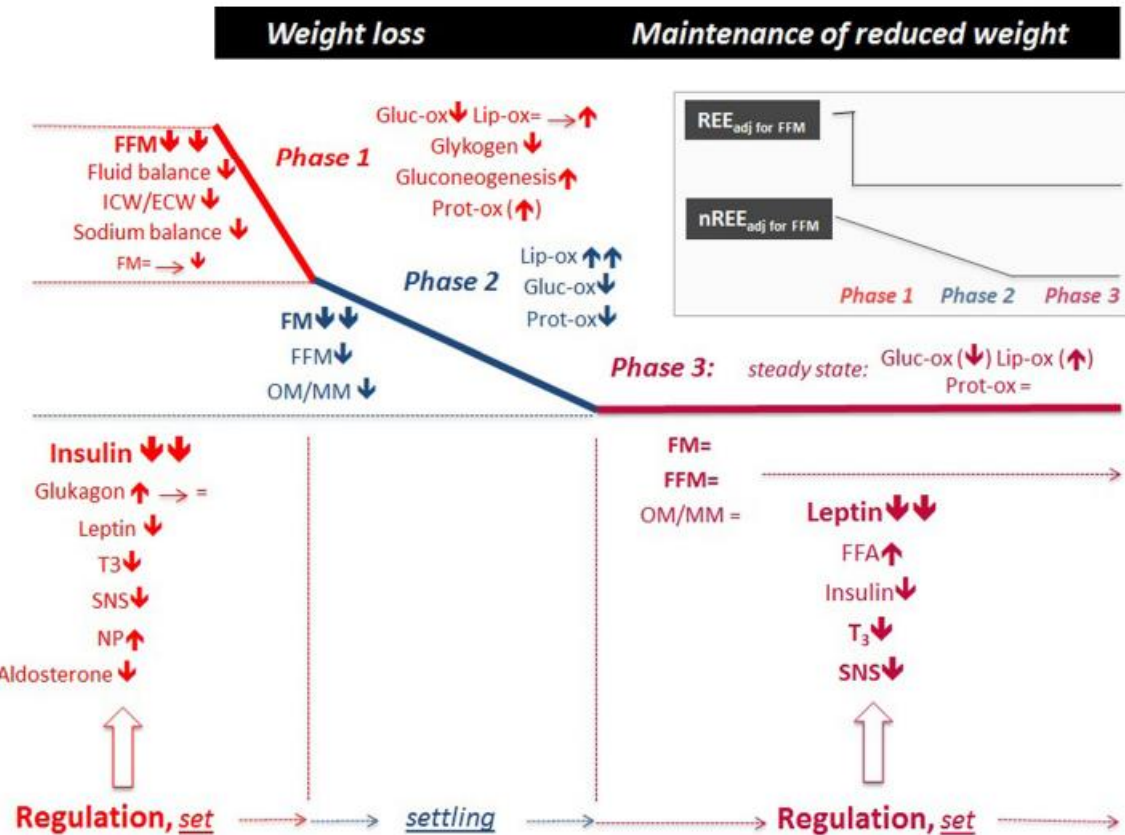 Weight loss
Maintenance of reduced weight
FFM ↓ ↓
Fluid balance ↓
ICW/ECW ↓
Sodium balance ↓
FM= → ↓
Phase 1
Gluc-ox ↓ Lip-ox= → ↑
Glykogen ↓
Gluconeogenesis ↑
Prot-ox (↑)
REE adj for FFM
nREE adj for FFM
Phase 1 Phase 2 Phase 3
Phase 2
Lip-ox ↑ ↑
Gluc-ox ↓
Prot-ox ↓
FM ↓ ↓
FFM ↓
OM/MM ↓
Phase 3: steady state: Gluc-ox (↓) Lip-ox (↑)
Prot-ox =
Insulin ↓ ↓
Glukagon ↑ → =
Leptin ↓
T3 ↓
SNS ↓
NP ↑
Aldosterone ↓
FM=
FFM=
OM/MM =
Leptin ↓ ↓
FFA ↑
Insulin ↓
T₃ ↓
SNS ↓
Regulation, set
settling
Regulation, set